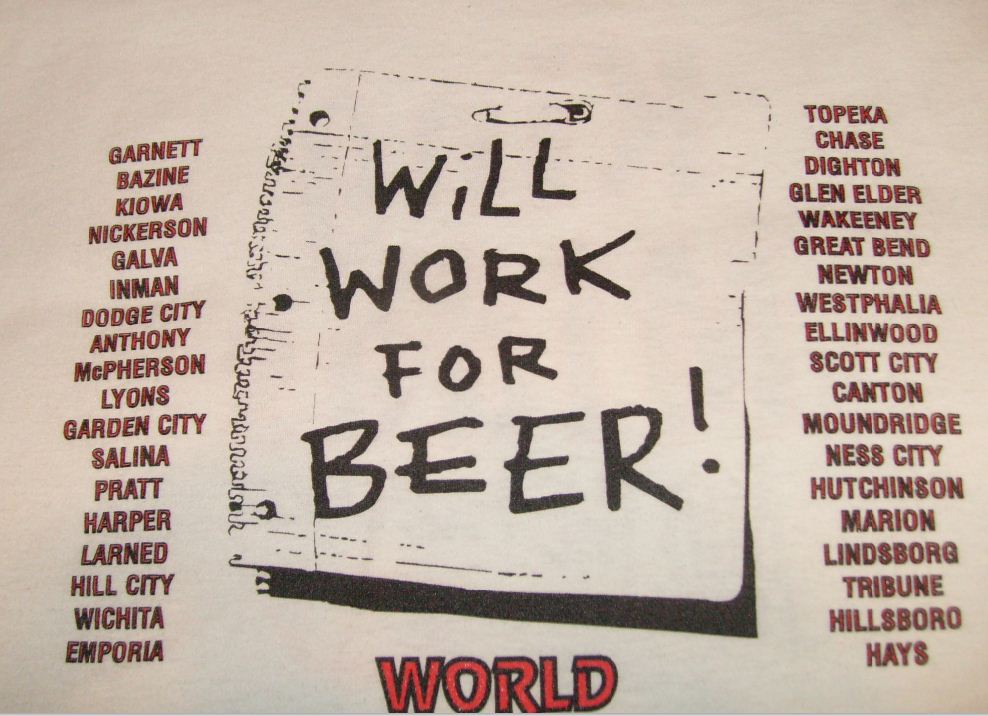 GARNETT
BAZINE
KIOWA
NICKERSON
GALVA
INMAN
DODGE CITY
ANTHONY
McPHERSON
LYONS
GARDEN CITY
SALINA
PRATT
HARPER
LARNED
HILL CITY
WICHITA
EMPORIA
WiLL
WORK
FOR
BEER!
TOPEKA
CHASE
DIGHTON
GLEN ELDER
WAKEENEY
GREAT BEND
NEWTON
WESTPHALIA
ELLINWOOD
SCOTT CITY
CANTON
MOUNDRIDGE
NESS CITY
HUTCHINSON
MARION
LINDSBORG
TRIBUNE
HILLSBORO
HAYS
WORLD